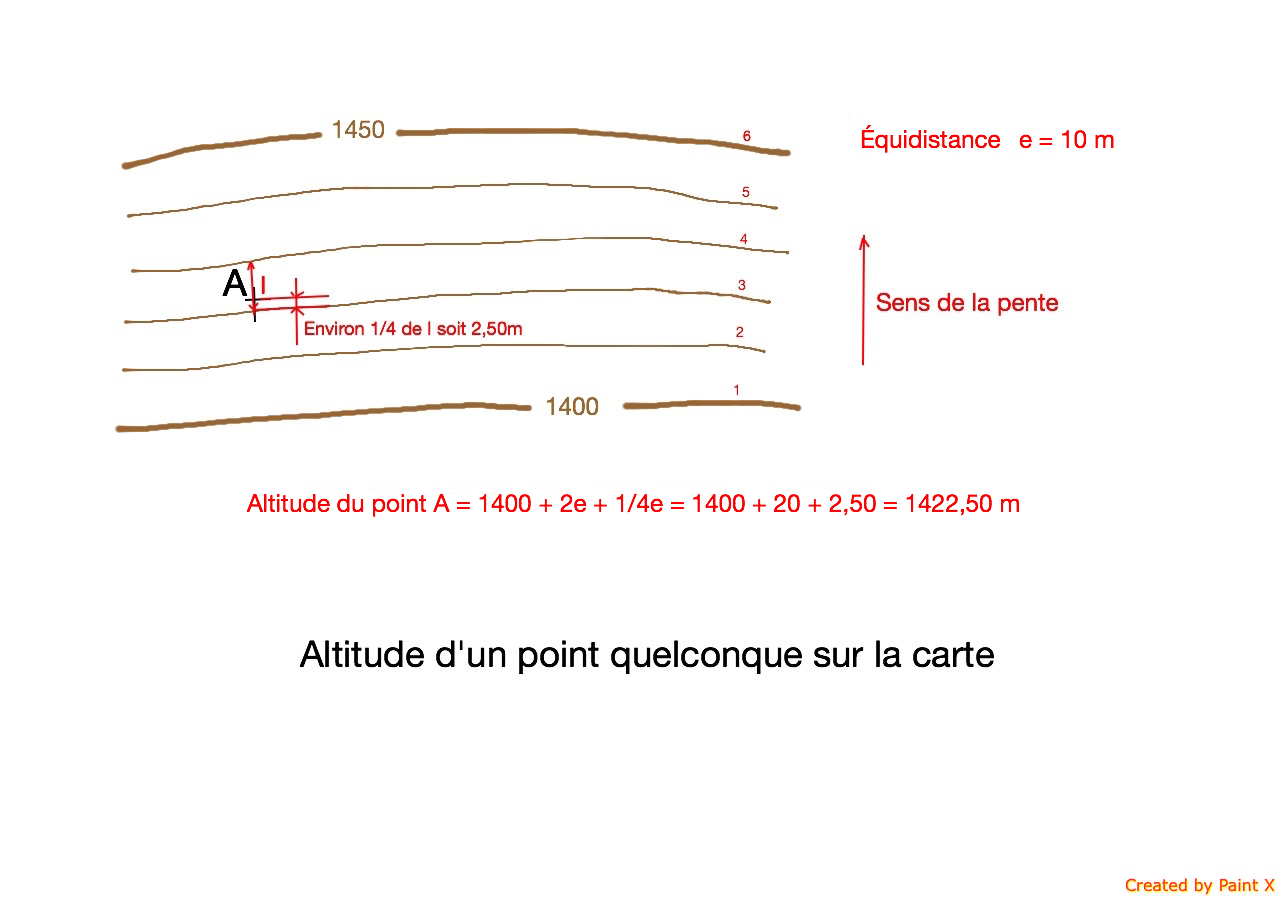 1450
6
Équidistance e = 10 m
5
4
A
l
3
Sens de la pente
Environ 1/4 de l soit 2,50m
2
1
1400
Altitude du point A = 1400 + 2e + 1/4e = 1400 + 20 + 2,50 = 1422,50 m
Altitude d'un point quelconque sur la carte
Created by Paint X